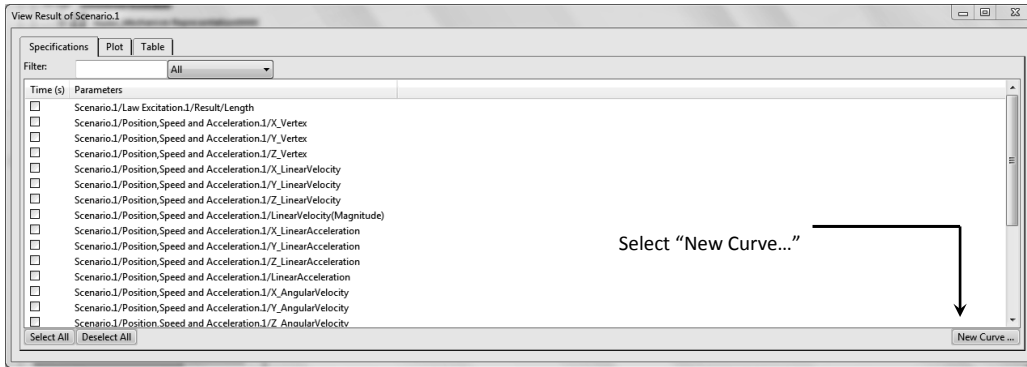 View Result of Scenario.1
Specifications Plot Table
Filter: All
Time (s) Parameters
Scenario.1/Law Excitation.1/Result/Length
Scenario.1/Position,Speed and Acceleration.1/X_Vertex
Scenario.1/Position,Speed and Acceleration.1/Y_Vertex
Scenario.1/Position,Speed and Acceleration.1/Z_Vertex
Scenario.1/Position,Speed and Acceleration.1/X_LinearVelocity
Scenario.1/Position,Speed and Acceleration.1/Y_LinearVelocity
Scenario.1/Position,Speed and Acceleration.1/Z_LinearVelocity
Scenario.1/Position,Speed and Acceleration.1/LinearVelocity(Magnitude)
Scenario.1/Position,Speed and Acceleration.1/X_LinearAcceleration
Scenario.1/Position,Speed and Acceleration.1/Y_LinearAcceleration
Scenario.1/Position,Speed and Acceleration.1/Z_LinearAcceleration
Scenario.1/Position,Speed and Acceleration.1/LinearAcceleration
Scenario.1/Position,Speed and Acceleration.1/X_AngularVelocity
Scenario.1/Position,Speed and Acceleration.1/Y_AngularVelocity
Scenario.1/Position,Speed and Acceleration.1/Z_AngularVelocity
Select “New Curve…”
Select All Deselect All New Curve ...